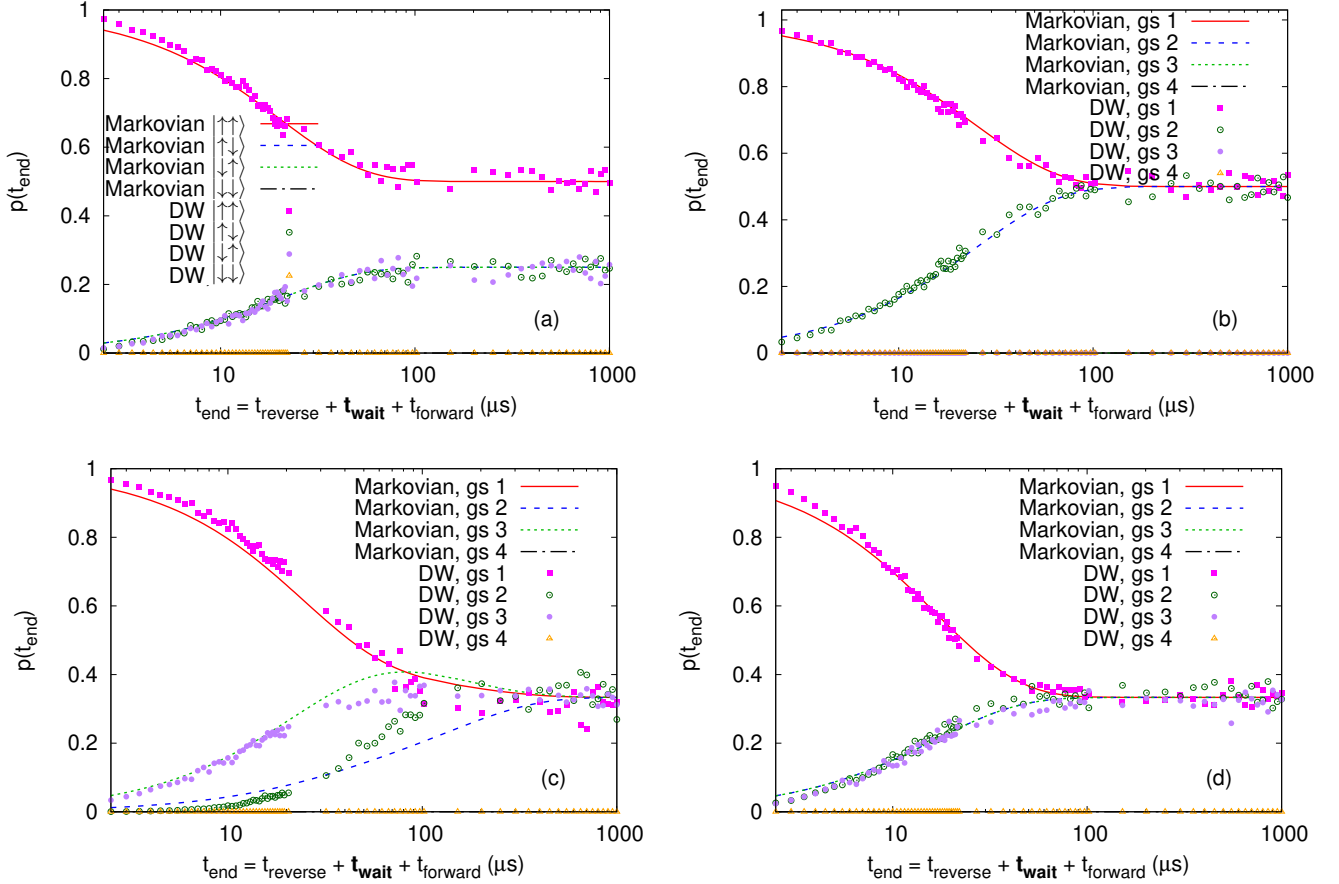 1
0.8
0.6
0.4
0.2
0
p(t_end)
Markovian |↑↑⟩
Markovian |↑↓⟩
Markovian |↓↑⟩
Markovian |↓↓⟩
DW |↑↑⟩
DW |↑↓⟩
DW |↓↑⟩
DW |↓↓⟩
(a)
10 100 1000
t_end = t_reverse + t_wait + t_forward (μs)
1
0.8
0.6
0.4
0.2
0
p(t_end)
Markovian, gs 1
Markovian, gs 2
Markovian, gs 3
Markovian, gs 4
DW, gs 1
DW, gs 2
DW, gs 3
DW, gs 4
(b)
10 100 1000
t_end = t_reverse + t_wait + t_forward (μs)
1
0.8
0.6
0.4
0.2
0
p(t_end)
Markovian, gs 1
Markovian, gs 2
Markovian, gs 3
Markovian, gs 4
DW, gs 1
DW, gs 2
DW, gs 3
DW, gs 4
(c)
10 100 1000
t_end = t_reverse + t_wait + t_forward (μs)
1
0.8
0.6
0.4
0.2
0
p(t_end)
Markovian, gs 1
Markovian, gs 2
Markovian, gs 3
Markovian, gs 4
DW, gs 1
DW, gs 2
DW, gs 3
DW, gs 4
(d)
10 100 1000
t_end = t_reverse + t_wait + t_forward (μs)